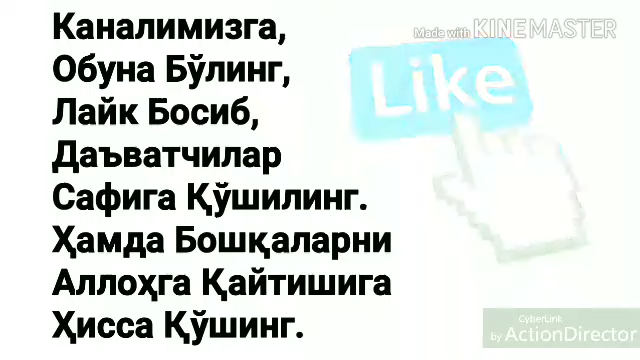 Каналимизга,
Обуна Бўлинг,
Лайк Босиб,
Даъватчилар
Сафига Қўшилинг.
Ҳамда Бошқаларни
Аллоҳга Қайтишига
Ҳисса Қўшинг.
Made with KINEMASTER
Like
CyberLink
by ActionDirector